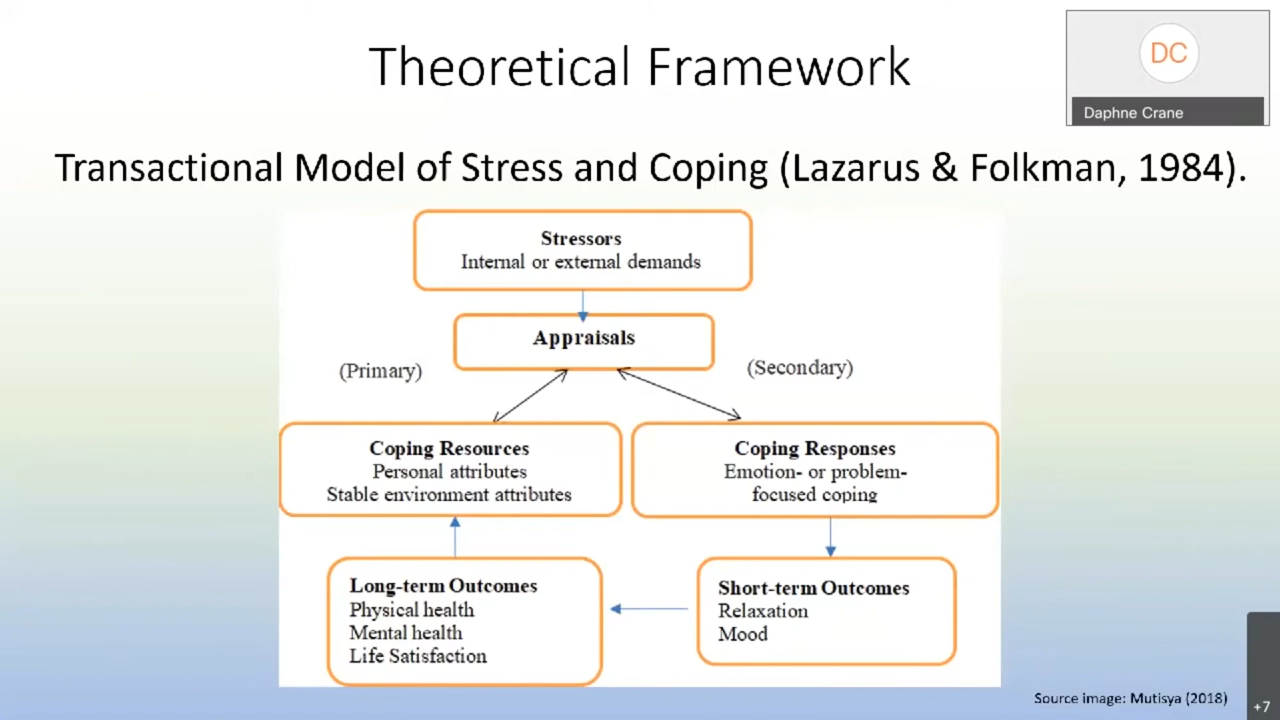 Theoretical Framework
DC
Daphne Crane
Transactional Model of Stress and Coping (Lazarus & Folkman, 1984).
Stressors
Internal or external demands
Appraisals
(Primary)
(Secondary)
Coping Resources
Personal attributes
Stable environment attributes
Coping Responses
Emotion- or problem-
focused coping
Long-term Outcomes
Physical health
Mental health
Life Satisfaction
Short-term Outcomes
Relaxation
Mood
Source image: Mutisya (2018)
+7